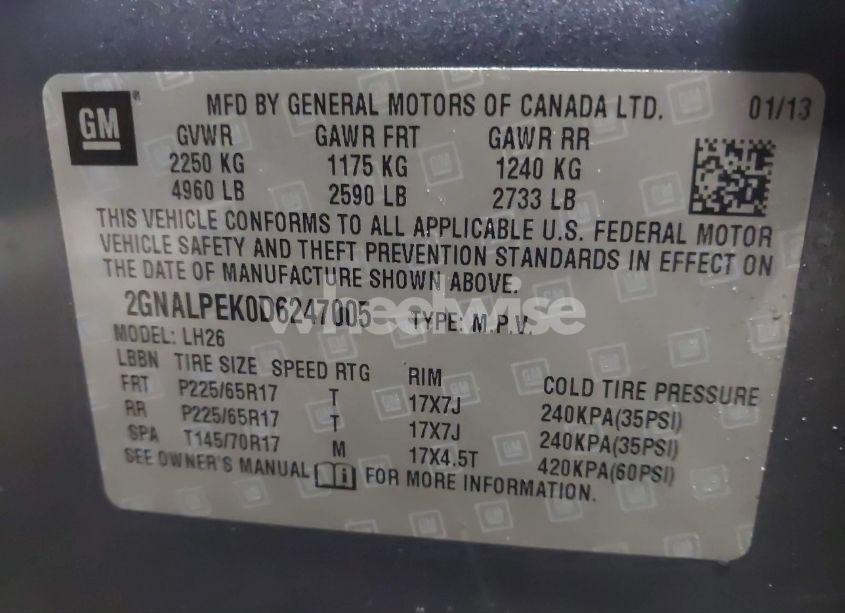 GM
MFD BY GENERAL MOTORS OF CANADA LTD. 01/13
GVWR GAWR FRT GAWR RR
2250 KG 1175 KG 1240 KG
4960 LB 2590 LB 2733 LB
THIS VEHICLE CONFORMS TO ALL APPLICABLE U.S. FEDERAL MOTOR
VEHICLE SAFETY AND THEFT PREVENTION STANDARDS IN EFFECT ON
THE DATE OF MANUFACTURE SHOWN ABOVE.
2GNALPEK0D6247005 TYPE: M.P.V.
wheelwise
MODEL: LH26
LBBN TIRE SIZE SPEED RTG RIM COLD TIRE PRESSURE
FRT P225/65R17 T 17X7J 240KPA(35PSI)
RR P225/65R17 T 17X7J 240KPA(35PSI)
SPA T145/70R17 M 17X4.5T 420KPA(60PSI)
SEE OWNER'S MANUAL FOR MORE INFORMATION.